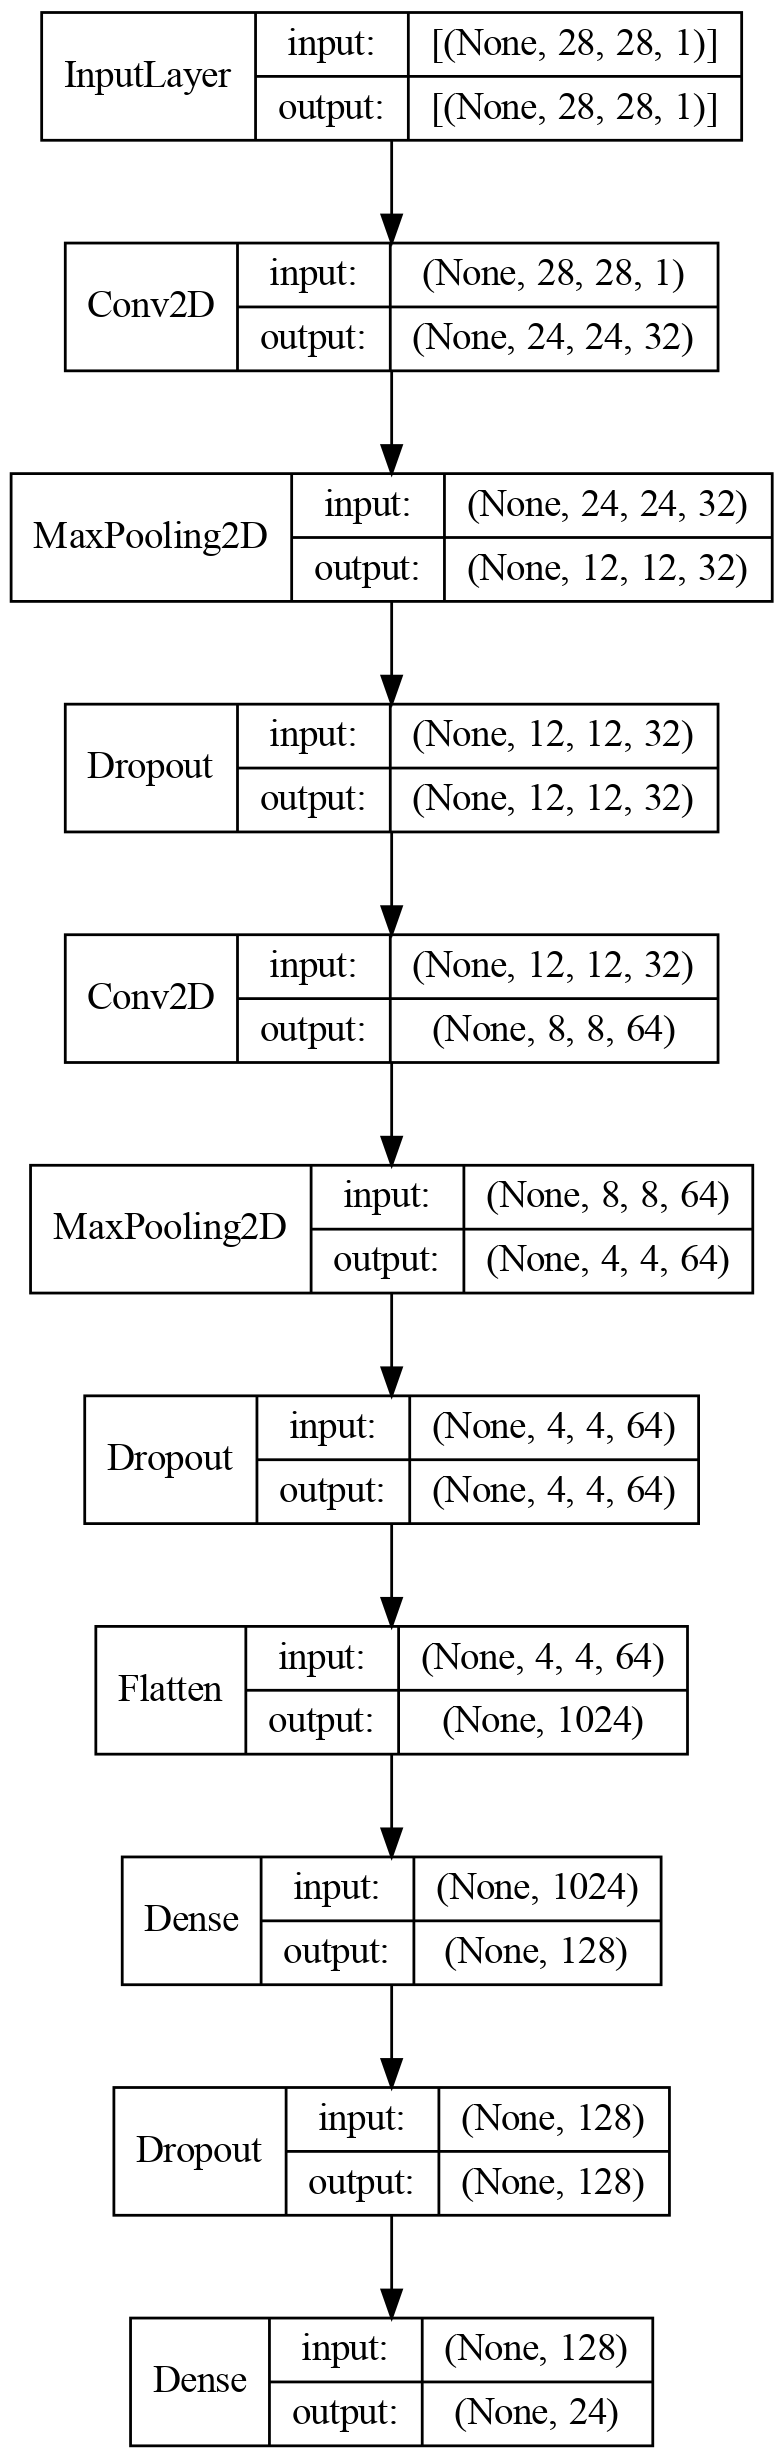 InputLayer
input: [(None, 28, 28, 1)]
output: [(None, 28, 28, 1)]
Conv2D
input: (None, 28, 28, 1)
output: (None, 24, 24, 32)
MaxPooling2D
input: (None, 24, 24, 32)
output: (None, 12, 12, 32)
Dropout
input: (None, 12, 12, 32)
output: (None, 12, 12, 32)
Conv2D
input: (None, 12, 12, 32)
output: (None, 8, 8, 64)
MaxPooling2D
input: (None, 8, 8, 64)
output: (None, 4, 4, 64)
Dropout
input: (None, 4, 4, 64)
output: (None, 4, 4, 64)
Flatten
input: (None, 4, 4, 64)
output: (None, 1024)
Dense
input: (None, 1024)
output: (None, 128)
Dropout
input: (None, 128)
output: (None, 128)
Dense
input: (None, 128)
output: (None, 24)